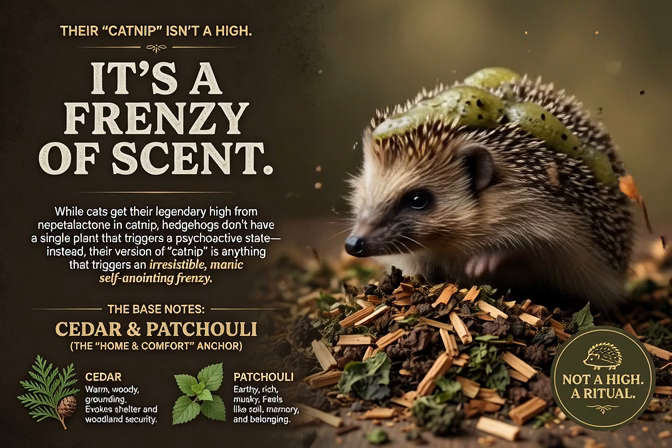 THEIR “CATNIP” ISN’T A HIGH.
IT’S A
FRENZY
OF SCENT.
While cats get their legendary high from
nepetalactone in catnip, hedgehogs don’t have
a single plant that triggers a psychoactive state—
instead, their version of “catnip” is anything
that triggers an irresistible, manic
self-anointing frenzy.
THE BASE NOTES:
CEDAR & PATCHOULI
(THE “HOME & COMFORT” ANCHOR)
CEDAR
Warm, woody,
grounding.
Evokes shelter and
woodland security.
PATCHOULI
Earthy, rich,
musky. Feels
like soil, memory,
and belonging.
NOT A HIGH.
A RITUAL.